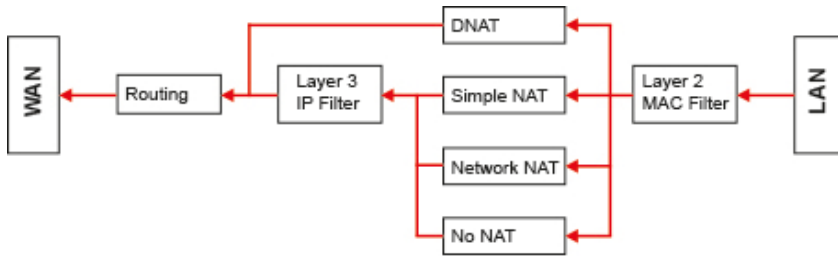 WAN
Routing
Layer 3
IP Filter
DNAT
Simple NAT
Network NAT
No NAT
Layer 2
MAC Filter
LAN